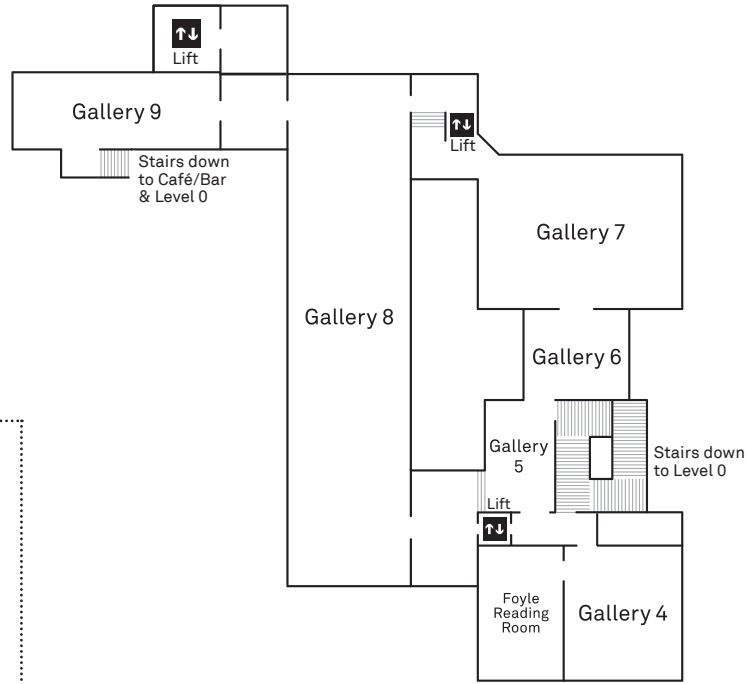 Lift
Gallery 9
Lift
Stairs down
to Café/Bar
& Level 0
Gallery 7
Gallery 8
Gallery 6
Gallery
5
Stairs down
to Level 0
Lift
Foyle
Reading
Room
Gallery 4